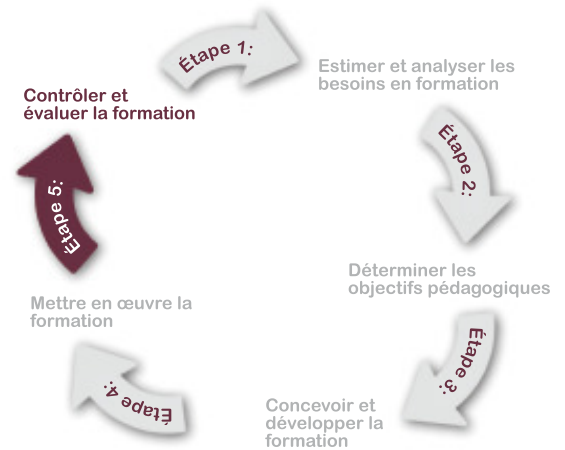 Étape 1:
Estimer et analyser les
besoins en formation
Étape 2:
Déterminer les
objectifs pédagogiques
Étape 3:
Concevoir et
développer la
formation
Étape 4:
Mettre en œuvre la
formation
Étape 5:
Contrôler et
évaluer la formation